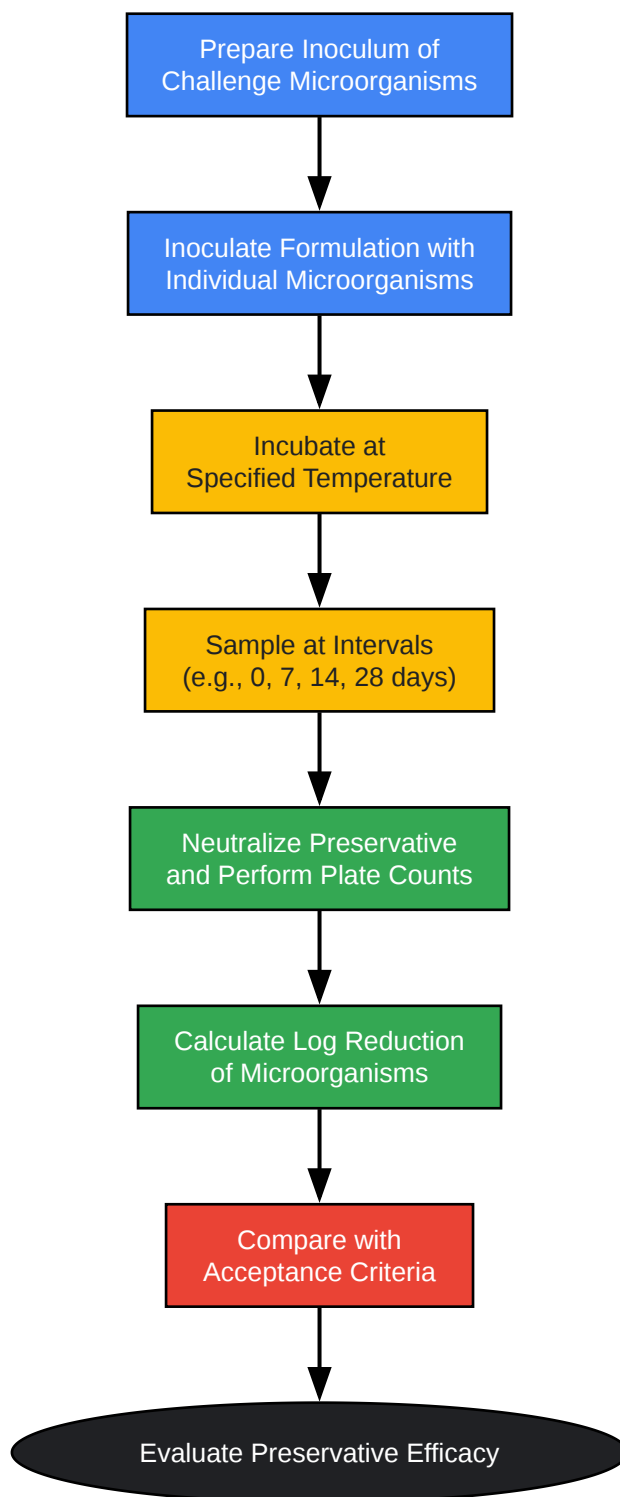 Prepare Inoculum of
Challenge Microorganisms
Inoculate Formulation with
Individual Microorganisms
Incubate at
Specified Temperature
Sample at Intervals
(e.g., 0, 7, 14, 28 days)
Neutralize Preservative
and Perform Plate Counts
Calculate Log Reduction
of Microorganisms
Compare with
Acceptance Criteria
Evaluate Preservative Efficacy